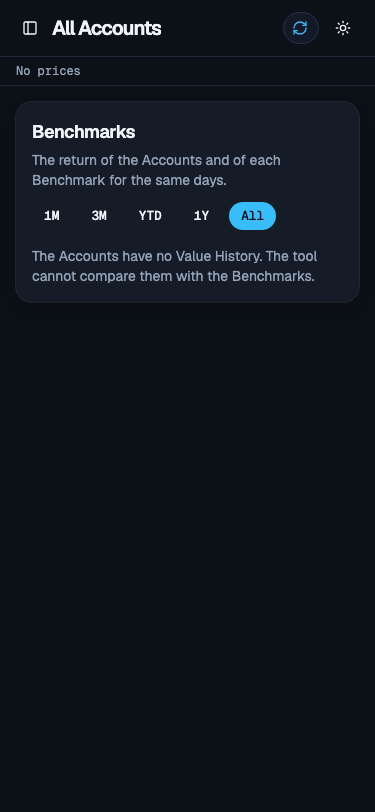 All Accounts
No prices
Benchmarks
The return of the Accounts and of each
Benchmark for the same days.
1M 3M YTD 1Y All
The Accounts have no Value History. The tool
cannot compare them with the Benchmarks.